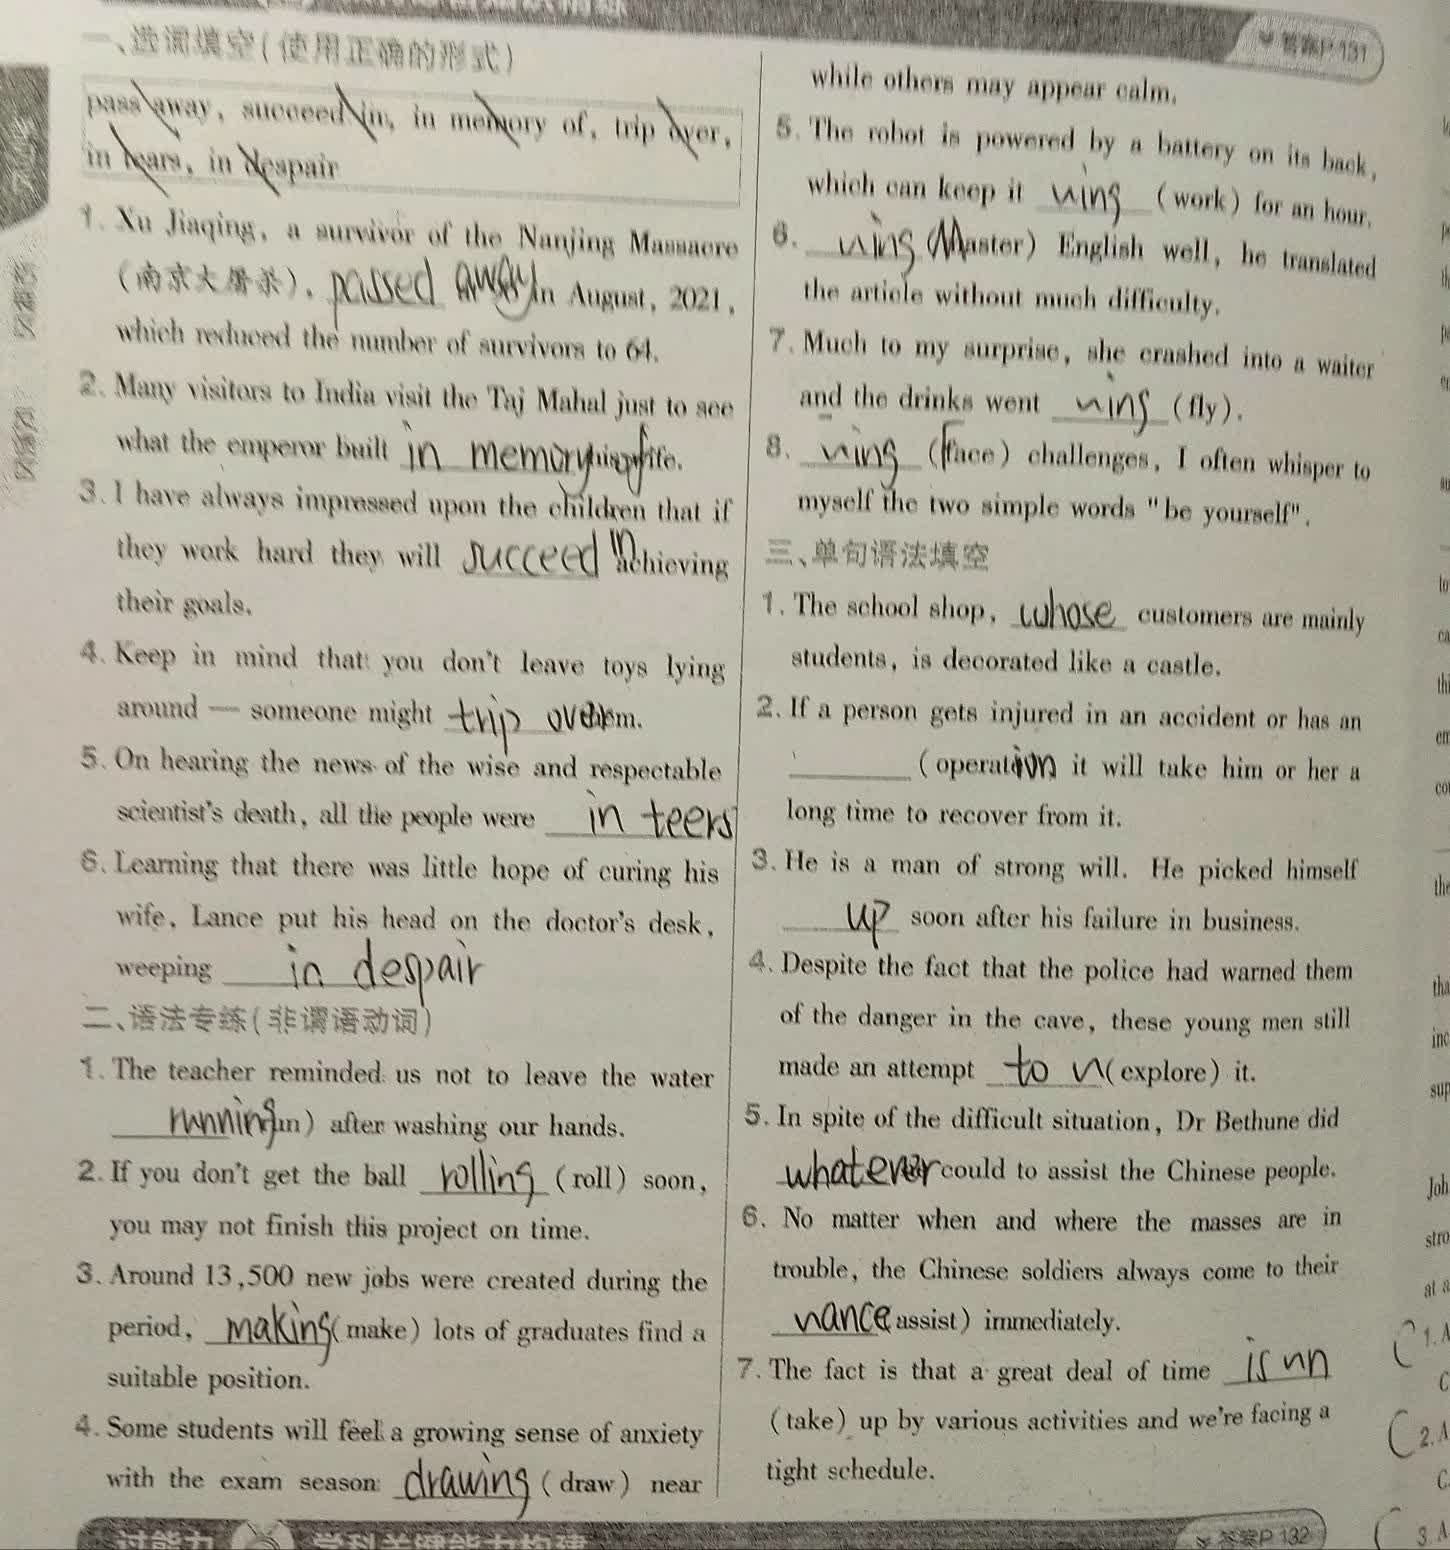 答案P 131
一、选词填空(使用正确的形式)
pass away, succeed in, in memory of, trip over,
in tears, in despair
1. Xu Jiaqing, a survivor of the Nanjing Massacre
(南京大屠杀), passed away in August, 2021,
which reduced the number of survivors to 64.
2. Many visitors to India visit the Taj Mahal just to see
what the emperor built in memory of his wife.
3. I have always impressed upon the children that if
they work hard they will succeed in achieving
their goals.
4. Keep in mind that you don't leave toys lying
around — someone might trip over them.
5. On hearing the news of the wise and respectable
scientist's death, all the people were in teers
6. Learning that there was little hope of curing his
wife, Lance put his head on the doctor's desk,
weeping in despair
二、语法专练(非谓语动词)
1. The teacher reminded us not to leave the water
running (run) after washing our hands.
2. If you don't get the ball rolling (roll) soon,
you may not finish this project on time.
3. Around 13,500 new jobs were created during the
period, making (make) lots of graduates find a
suitable position.
4. Some students will feel a growing sense of anxiety
with the exam season drawing (draw) near
while others may appear calm.
5. The robot is powered by a battery on its back,
which can keep it ing (work) for an hour.
6. ing (Master) English well, he translated
the article without much difficulty.
7. Much to my surprise, she crashed into a waiter
and the drinks went ing (fly).
8. ing (face) challenges, I often whisper to
myself the two simple words "be yourself".
三、单句语法填空
1. The school shop, whose customers are mainly
students, is decorated like a castle.
2. If a person gets injured in an accident or has an
(operation it will take him or her a
long time to recover from it.
3. He is a man of strong will. He picked himself
up soon after his failure in business.
4. Despite the fact that the police had warned them
of the danger in the cave, these young men still
made an attempt to (explore) it.
5. In spite of the difficult situation, Dr Bethune did
whatever could to assist the Chinese people.
6. No matter when and where the masses are in
trouble, the Chinese soldiers always come to their
ance (assist) immediately.
7. The fact is that a great deal of time is
(take) up by various activities and we're facing a
tight schedule.
答案P 132